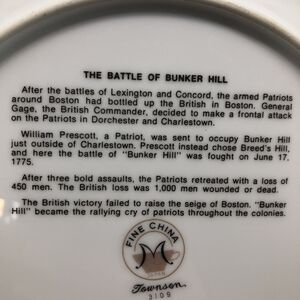 THE BATTLE OF BUNKER HILL
After the battles of Lexington and Concord, the armed Patriots
around Boston had bottled up the British in Boston. General
Gage, the British Commander, decided to make a frontal attack
on the Patriots in Dorchester and Charlestown.
William Prescott, a Patriot, was sent to occupy Bunker Hill
just outside of Charlestown. Prescott instead chose Breed's Hill,
and here the battle of "Bunker Hill" was fought on June 17,
1775.
After three bold assaults, the Patriots retreated with a loss of
450 men. The British loss was 1,000 men wounded or dead.
The British victory failed to raise the seige of Boston. "Bunker
Hill" became the rallying cry of patriots throughout the colonies.
FINE CHINA
M
JAPAN
Townson
3109